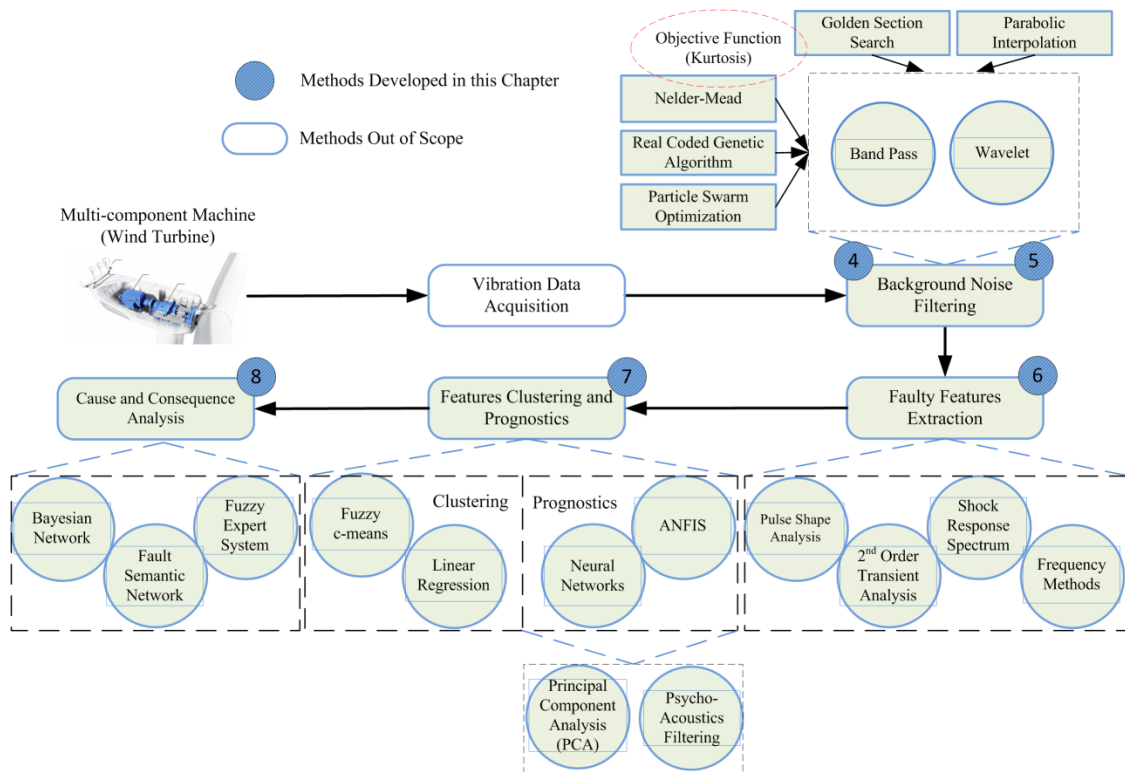 Objective Function
(Kurtosis)
Golden Section
Search
Parabolic
Interpolation
Methods Developed in this Chapter
Nelder-Mead
Methods Out of Scope
Real Coded Genetic
Algorithm
Band Pass
Wavelet
Particle Swarm
Optimization
Multi-component Machine
(Wind Turbine)
4
5
Vibration Data
Acquisition
Background Noise
Filtering
8
7
6
Cause and Consequence
Analysis
Features Clustering and
Prognostics
Faulty Features
Extraction
Bayesian
Network
Fault
Semantic
Network
Fuzzy
Expert
System
Clustering
Fuzzy
c-means
Linear
Regression
Prognostics
Neural
Networks
ANFIS
Pulse Shape
Analysis
2nd Order
Transient
Analysis
Shock
Response
Spectrum
Frequency
Methods
Principal
Component
Analysis
(PCA)
Psycho-
Acoustics
Filtering